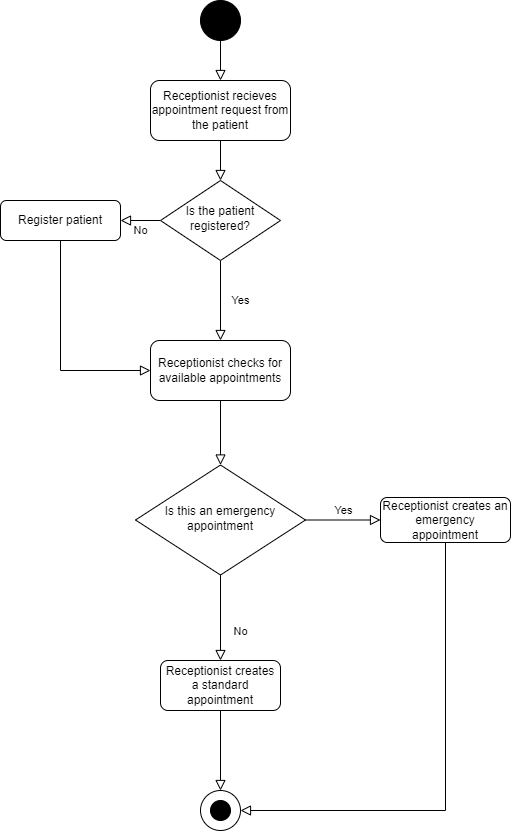 Receptionist recieves
appointment request from
the patient
Is the patient
registered?
Register patient
No
Yes
Receptionist checks for
available appointments
Is this an emergency
appointment
Yes
Receptionist creates an
emergency
appointment
No
Receptionist creates
a standard
appointment